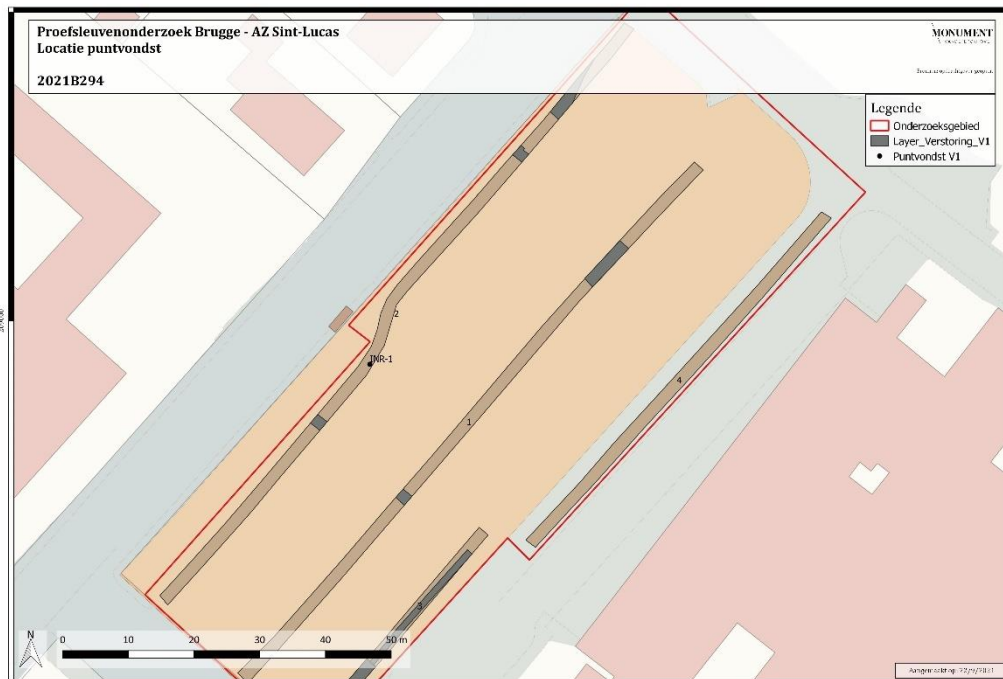 Proefsleuvenonderzoek Brugge - AZ Sint-Lucas
Locatie puntvondst
2021B294
MONUMENT
Legende
Onderzoeksgebied
Layer_Verstoring_V1
Puntvondst V1
2
INR-1
4
1
3
N
0 10 20 30 40 50 m